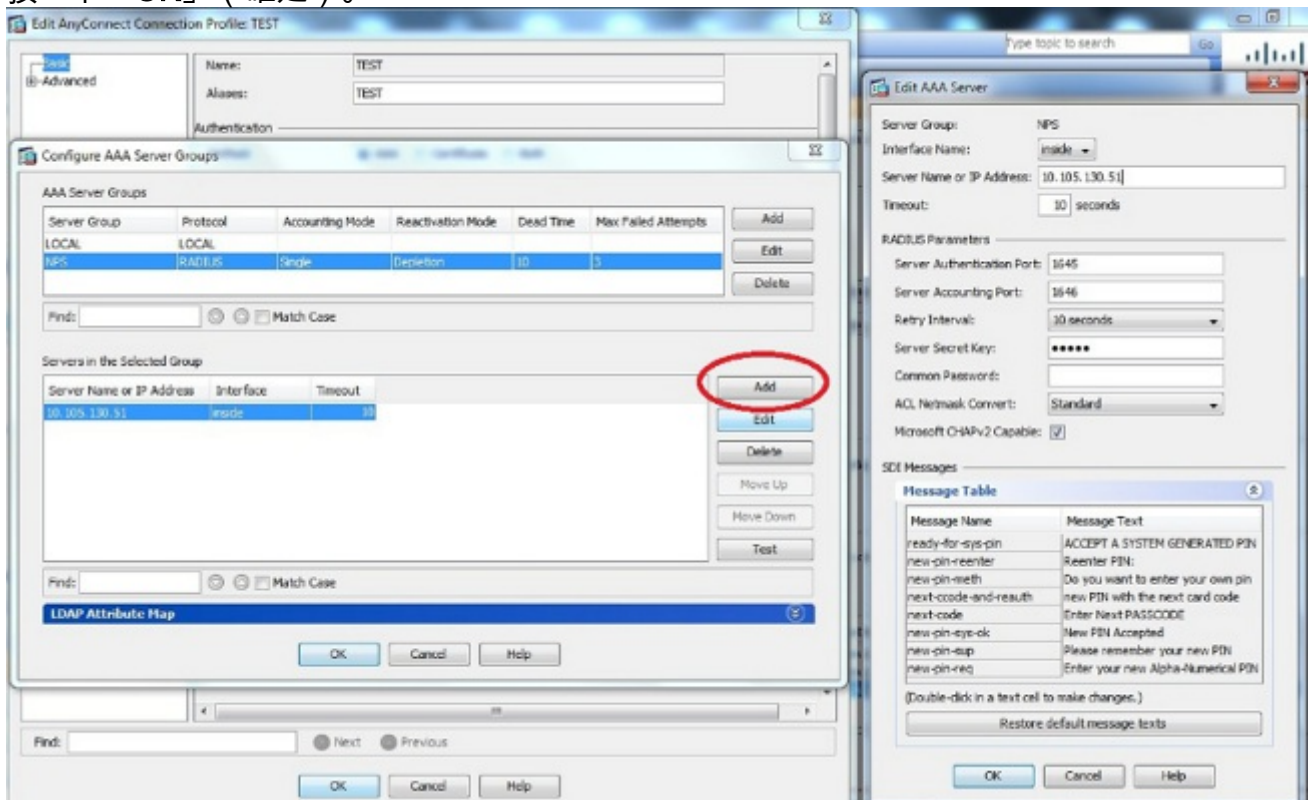 Edit AnyConnect Connection Profile: TEST
Basic
Advanced
Name: TEST
Aliases: TEST
Authentication
Configure AAA Server Groups
AAA Server Groups
Server Group Protocol Accounting Mode Reactivation Mode Dead Time Max Failed Attempts
LOCAL LOCAL
NPS RADIUS Single Depletion 10 3
Add
Edit
Delete
Find: Match Case
Servers in the Selected Group
Server Name or IP Address Interface Timeout
10.105.130.51 inside 10
Add
Edit
Delete
Move Up
Move Down
Test
Find: Match Case
LDAP Attribute Map
OK Cancel Help
Find: Next Previous
OK Cancel Help
Type topic to search Go
Edit AAA Server
Server Group: NPS
Interface Name: inside
Server Name or IP Address: 10.105.130.51
Timeout: 10 seconds
RADIUS Parameters
Server Authentication Port: 1645
Server Accounting Port: 1646
Retry Interval: 10 seconds
Server Secret Key: •••••
Common Password:
ACL Netmask Convert: Standard
Microsoft CHAPv2 Capable:
SDI Messages
Message Table
Message Name Message Text
ready-for-sys-pin ACCEPT A SYSTEM GENERATED PIN
new-pin-reenter Reenter PIN:
new-pin-meth Do you want to enter your own pin
next-ccode-and-reauth new PIN with the next card code
next-code Enter Next PASSCODE
new-pin-sys-ok New PIN Accepted
new-pin-sup Please remember your new PIN
new-pin-req Enter your new Alpha-Numerical PIN
(Double-click in a text cell to make changes.)
Restore default message texts
OK Cancel Help